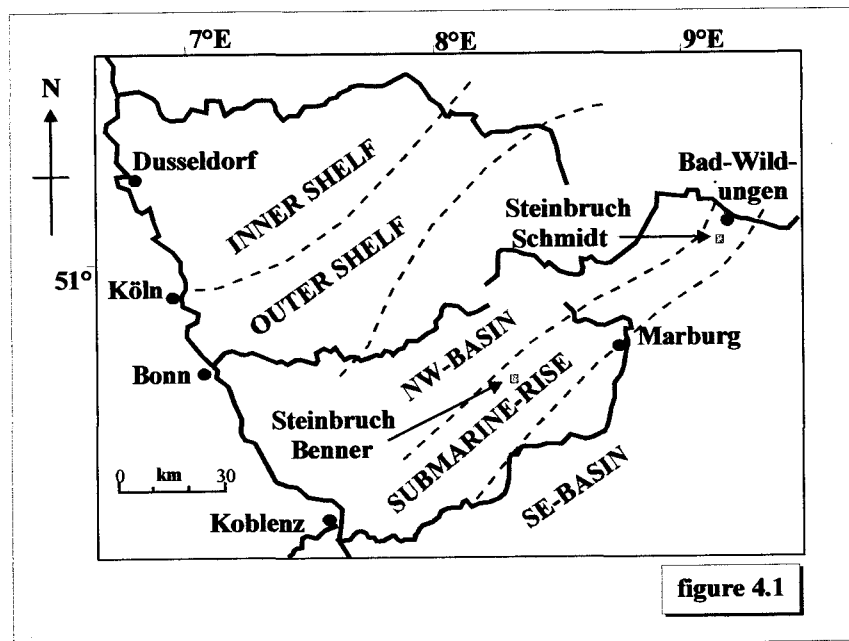 7°E
8°E
9°E
N
Dusseldorf
Bad-Wild-
ungen
INNER SHELF
Steinbruch
Schmidt
51°
Köln
OUTER SHELF
NW-BASIN
Marburg
Bonn
Steinbruch
Benner
SUBMARINE-RISE
0 km 30
SE-BASIN
Koblenz
figure 4.1